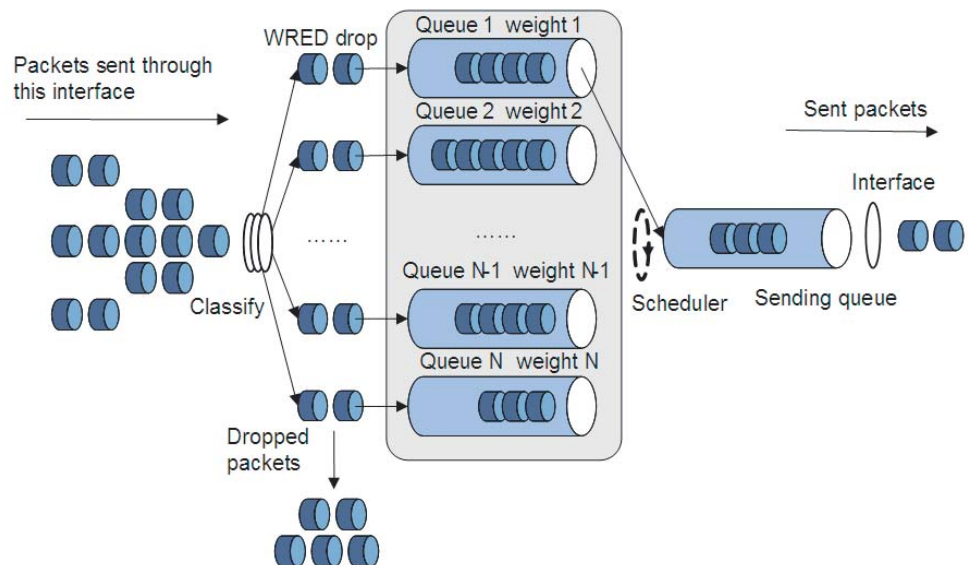 Queue 1 weight 1
WRED drop
Packets sent through
this interface
Queue 2 weight 2
Sent packets
Interface
......
......
Queue N-1 weight N-1
Classify
Scheduler
Sending queue
Queue N weight N
Dropped
packets